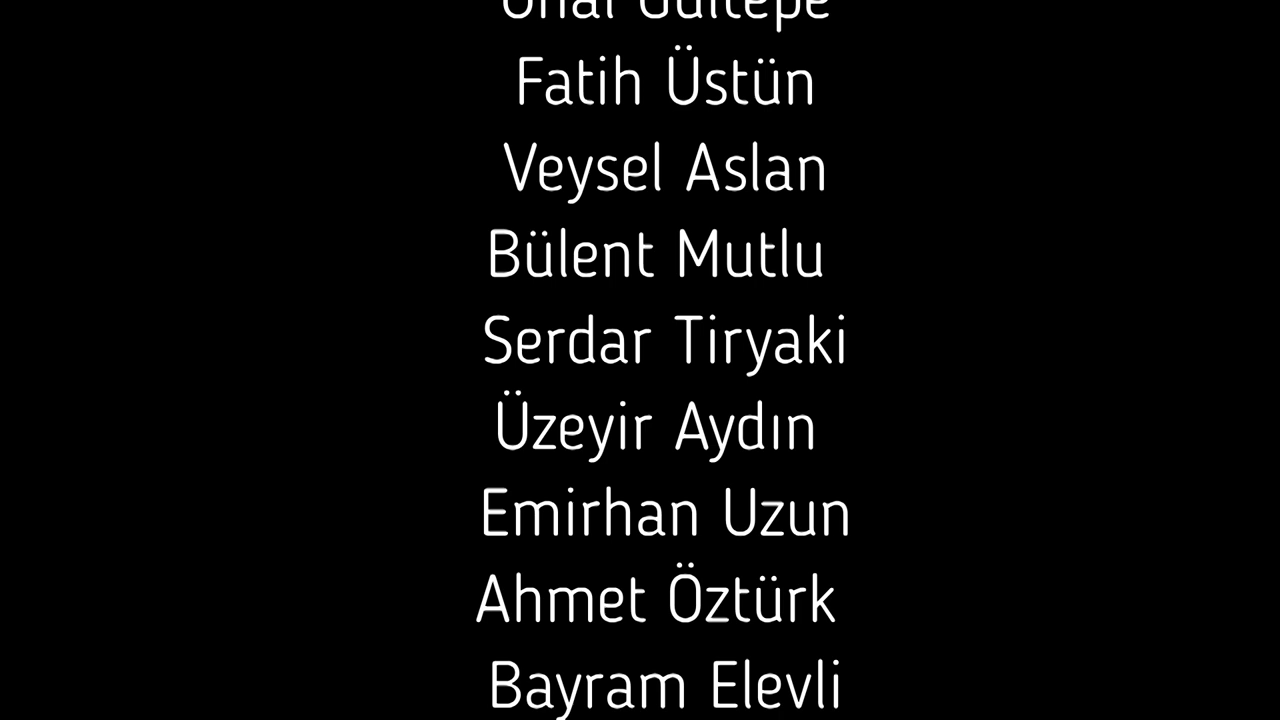 Fatih Üstün
Veysel Aslan
Bülent Mutlu
Serdar Tiryaki
Üzeyir Aydın
Emirhan Uzun
Ahmet Öztürk
Bayram Elevli